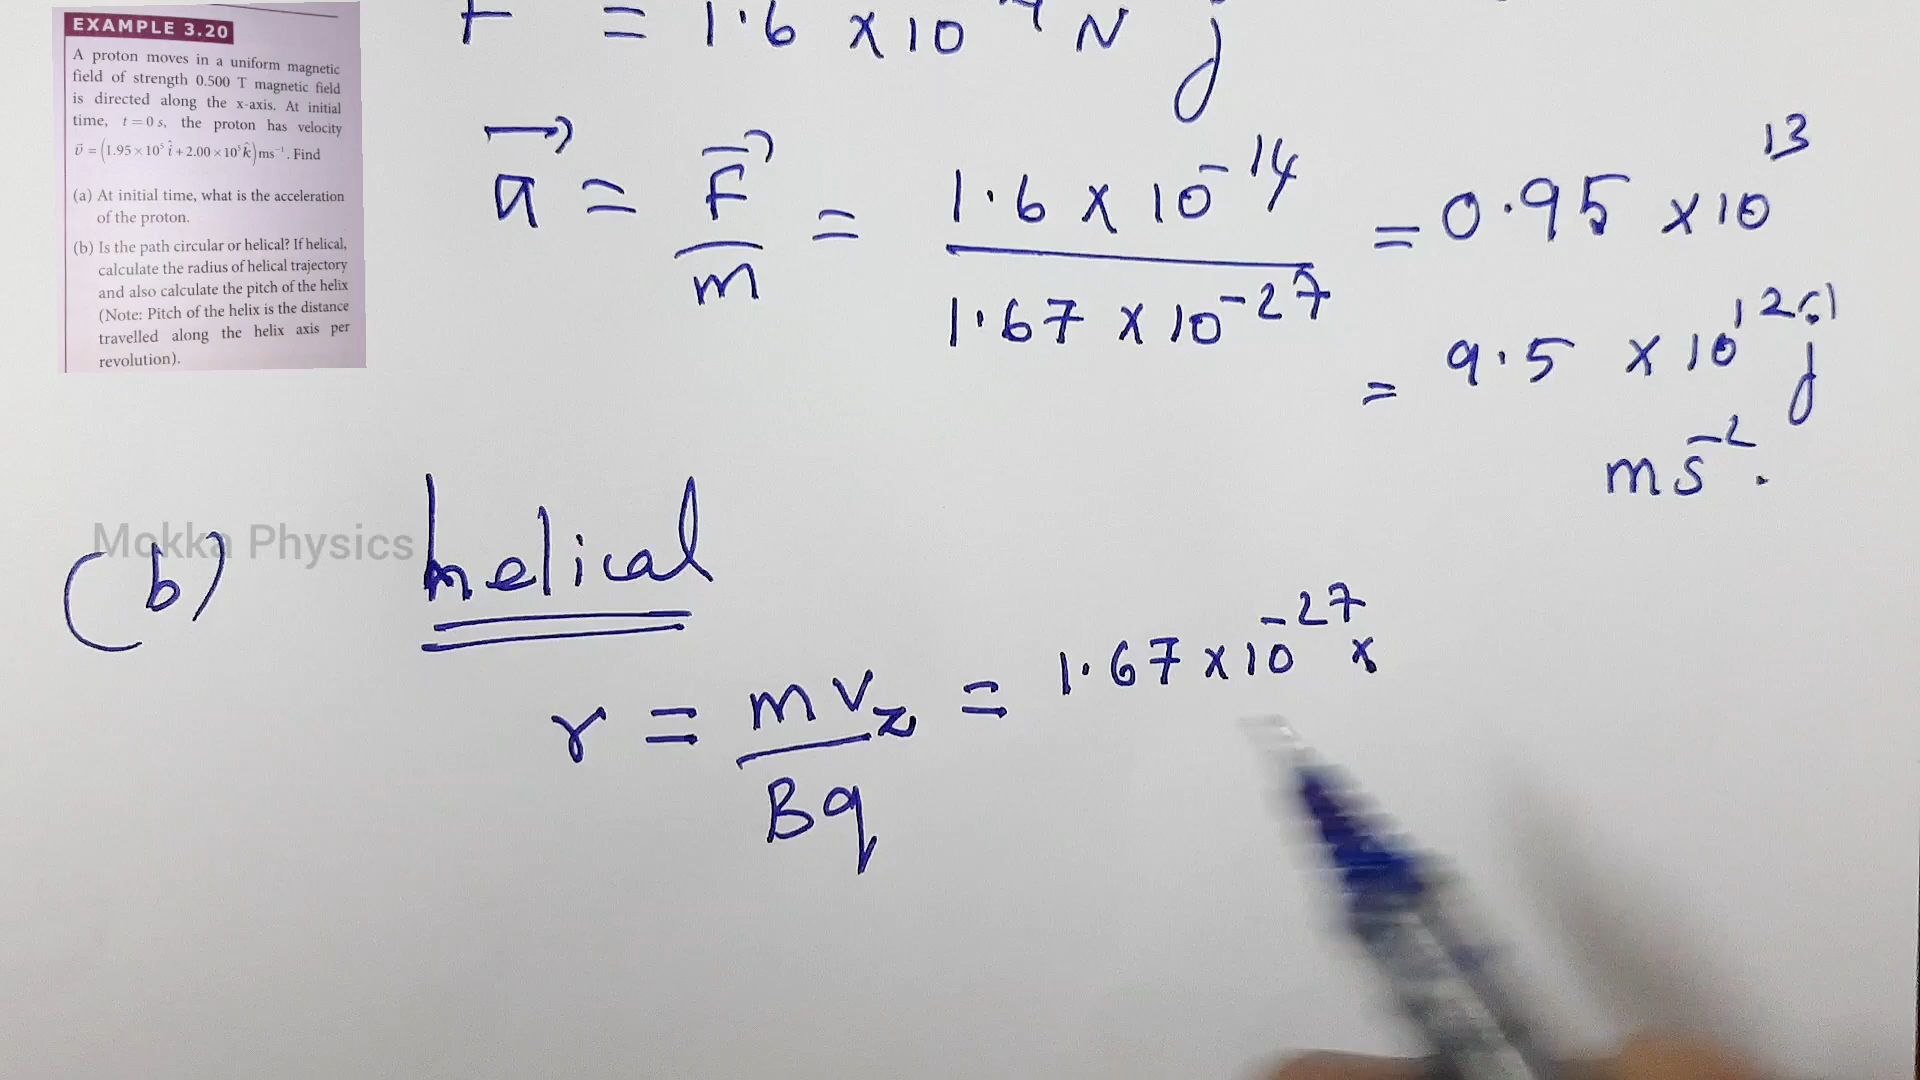 EXAMPLE 3.20
A proton moves in a uniform magnetic
field of strength 0.500 T magnetic field
is directed along the x-axis. At initial
time, t = 0 s, the proton has velocity
v⃗ = (1.95 × 10⁵ î + 2.00 × 10⁵ k̂) ms⁻¹. Find
(a) At initial time, what is the acceleration
of the proton.
(b) Is the path circular or helical? If helical,
calculate the radius of helical trajectory
and also calculate the pitch of the helix
(Note: Pitch of the helix is the distance
travelled along the helix axis per
revolution).
= 1.6 × 10 N j
a⃗ = F⃗/m = 1.6 × 10⁻¹⁴ / 1.67 × 10⁻²⁷ = 0.95 × 10¹³
= 9.5 × 10¹² j
ms⁻².
Mokka Physics
(b) helical
r = mv_z / Bq = 1.67 × 10⁻²⁷ ×